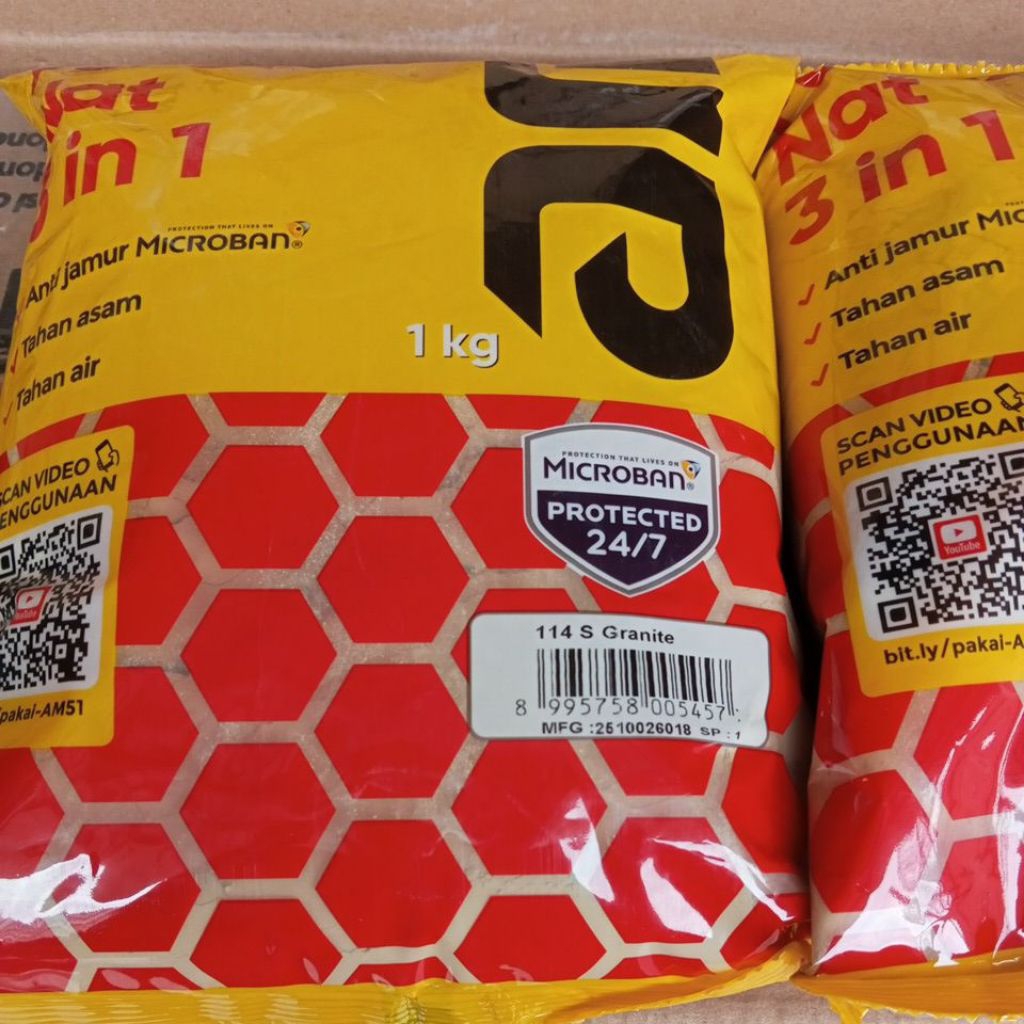 Nat
in 1
PROTECTION THAT LIVES ON
Anti jamur MICROBAN®
Tahan asam
Tahan air
1 kg
SCAN VIDEO
PENGGUNAAN
YouTube
pakai-AM51
PROTECTION THAT LIVES ON
MICROBAN®
PROTECTED
24/7
114 S Granite
8 995758 005457
MFG :2510026018 SP : 1
Nat
3 in 1
Anti jamur
Tahan asam
Tahan air
SCAN VIDEO
PENGGUNAAN
YouTube
bit.ly/pakai-A